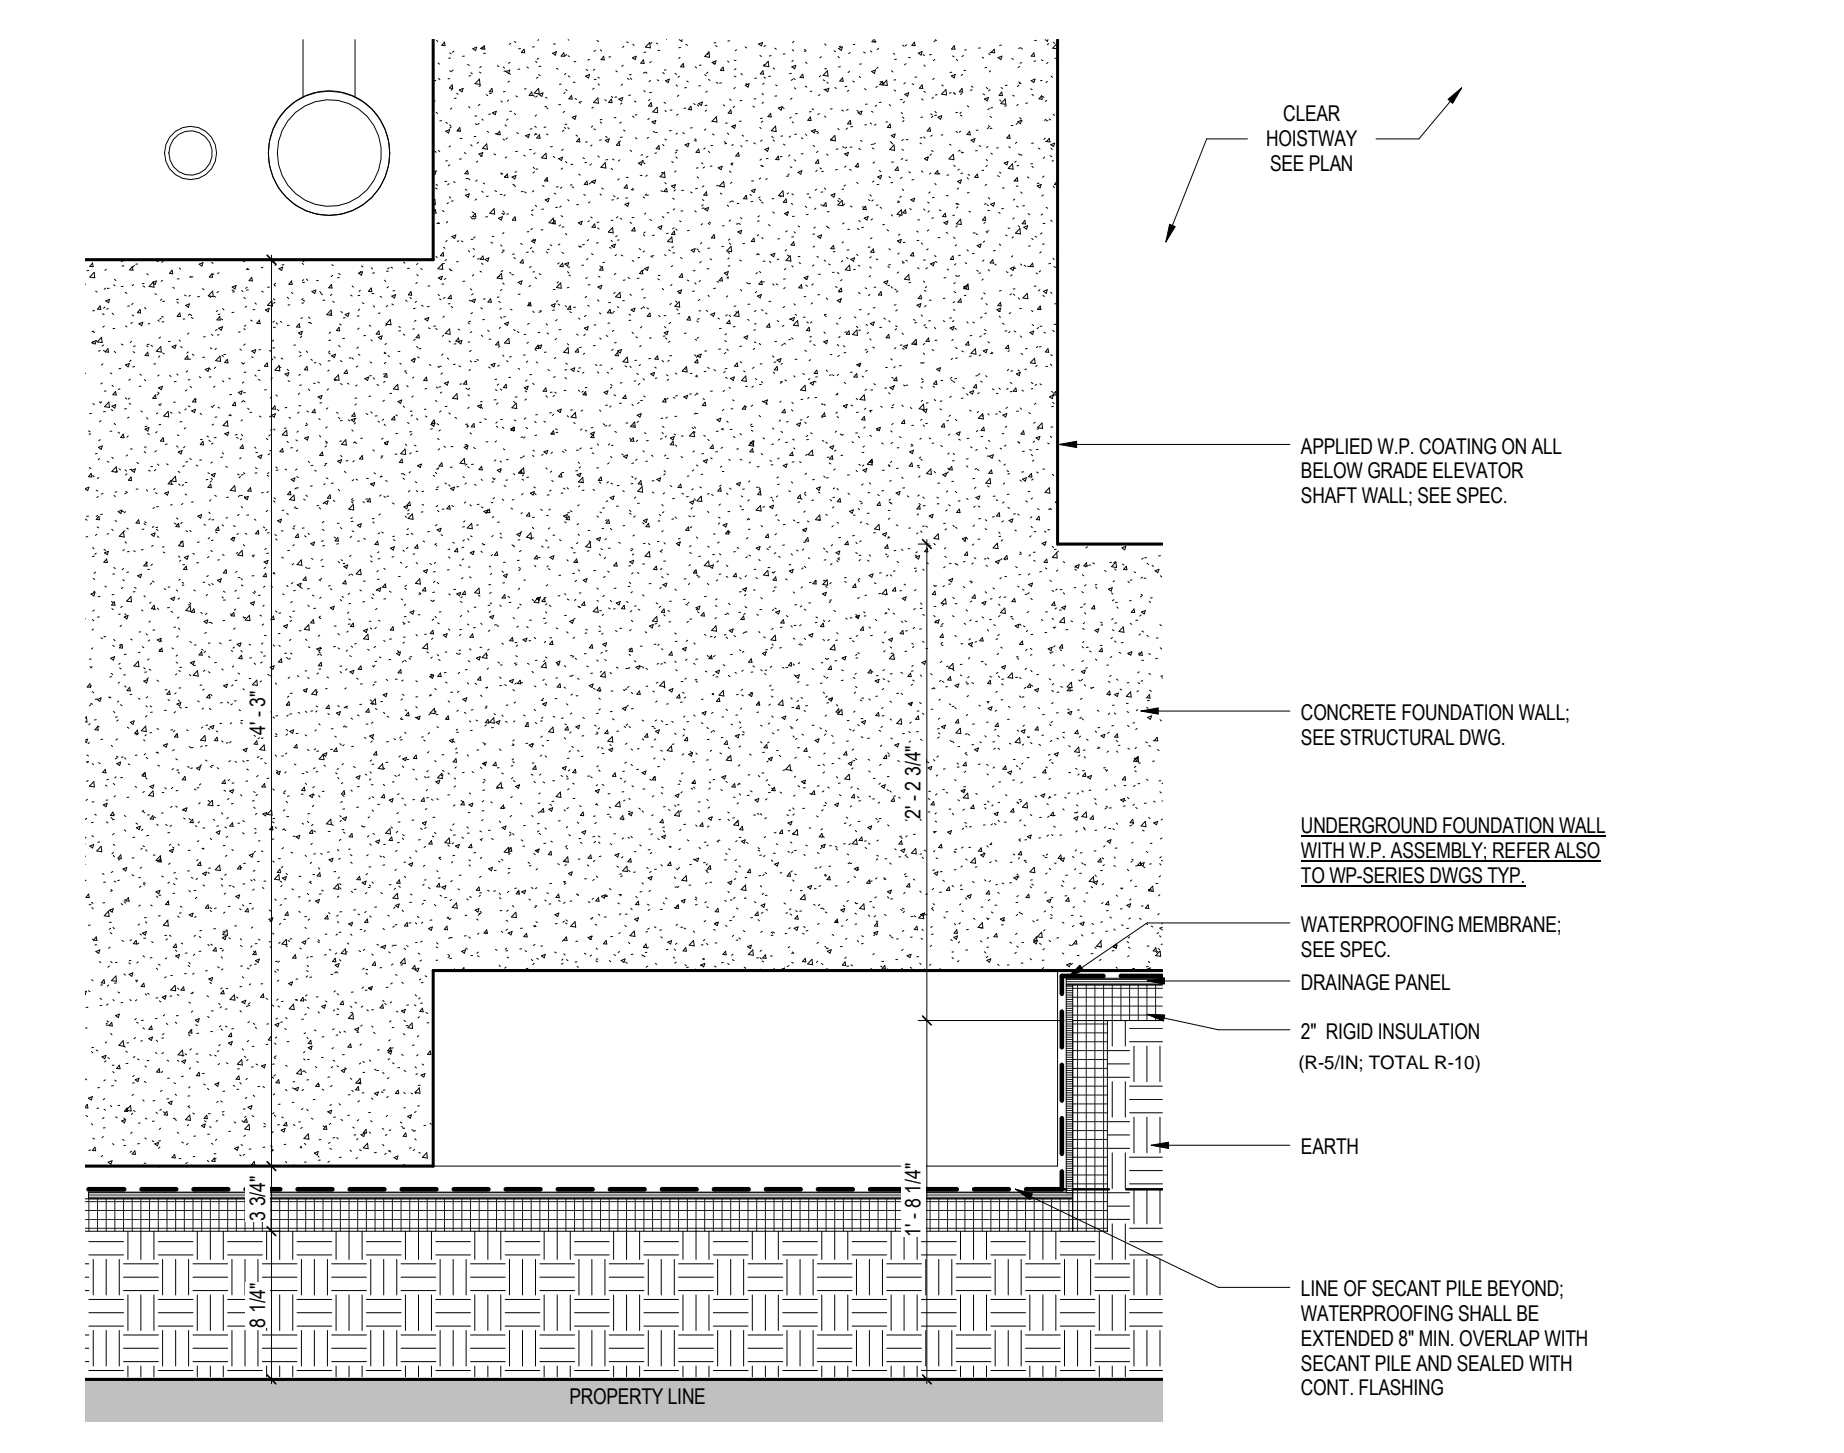 CLEAR
HOISTWAY
SEE PLAN
APPLIED W.P. COATING ON ALL
BELOW GRADE ELEVATOR
SHAFT WALL; SEE SPEC.
4' - 3"
CONCRETE FOUNDATION WALL;
SEE STRUCTURAL DWG.
2' - 2 3/4"
UNDERGROUND FOUNDATION WALL
WITH W.P. ASSEMBLY; REFER ALSO
TO WP-SERIES DWGS TYP.
WATERPROOFING MEMBRANE;
SEE SPEC.
DRAINAGE PANEL
2" RIGID INSULATION
(R-5/IN; TOTAL R-10)
EARTH
3 3/4"
1' - 8 1/4"
8 1/4"
LINE OF SECANT PILE BEYOND;
WATERPROOFING SHALL BE
EXTENDED 8" MIN. OVERLAP WITH
SECANT PILE AND SEALED WITH
CONT. FLASHING
PROPERTY LINE